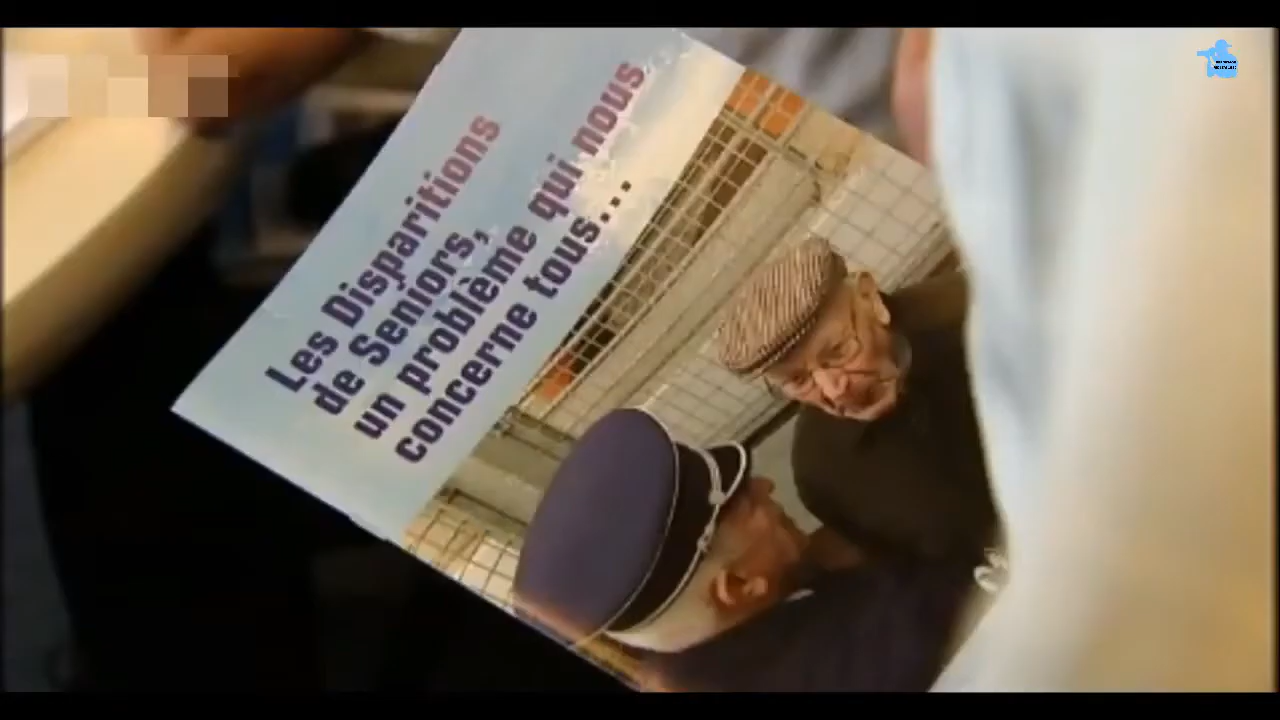 Les Disparitions
de Seniors,
un problème qui nous
concerne tous...